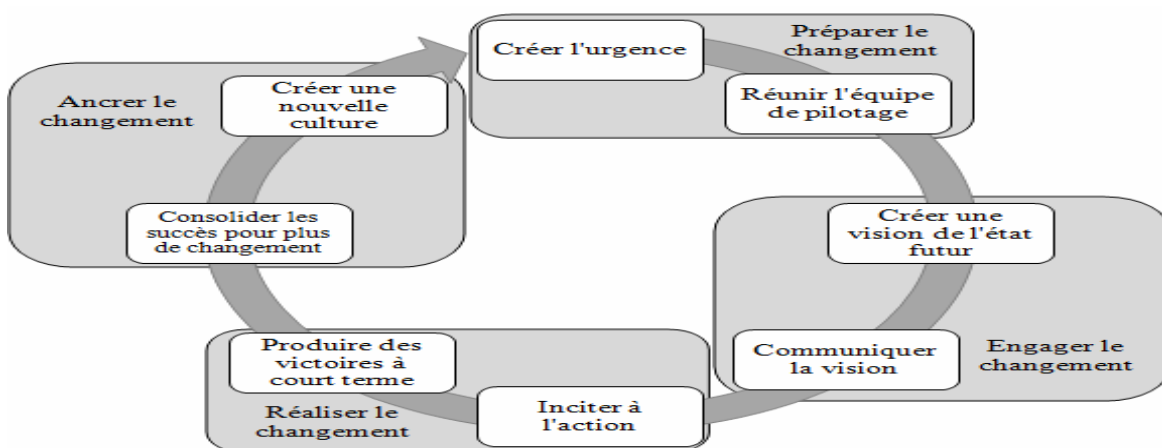 Créer l'urgence
Préparer le
changement
Réunir l'équipe
de pilotage
Créer une
vision de l'état
futur
Communiquer
la vision
Engager le
changement
Inciter à
l'action
Produire des
victoires à
court terme
Réaliser le
changement
Consolider les
succès pour plus
de changement
Créer une
nouvelle
culture
Ancrer le
changement